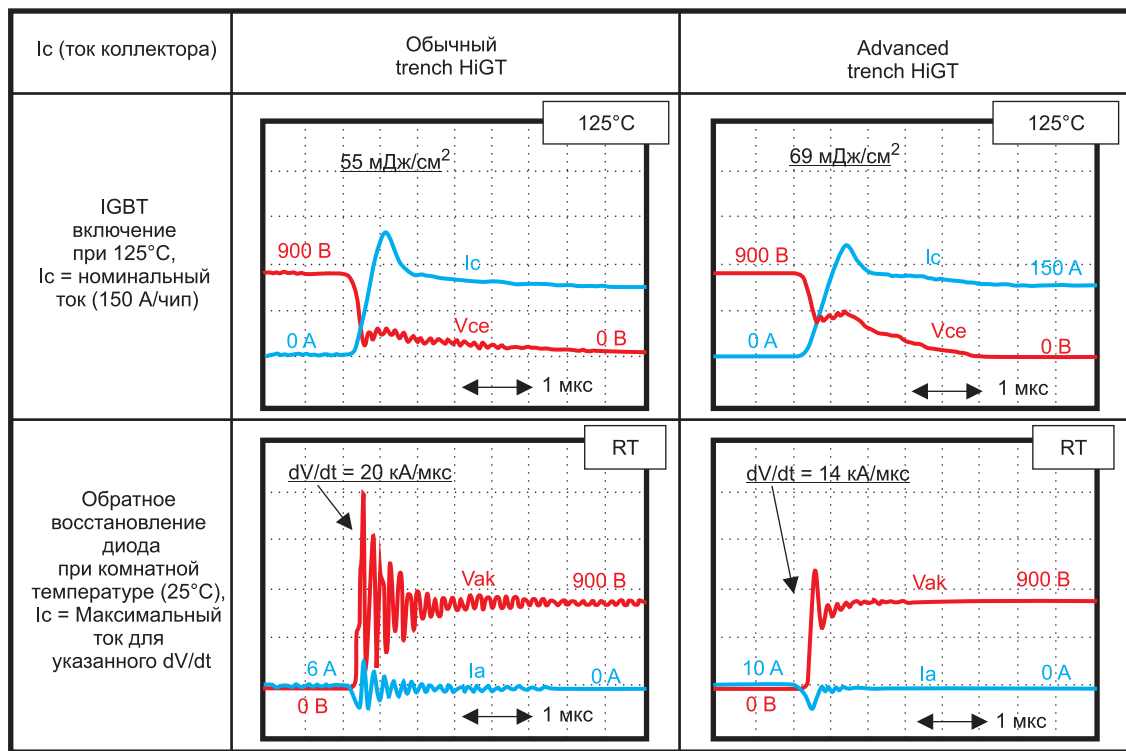 Ic (ток коллектора)
Обычный
trench HiGT
Advanced
trench HiGT
IGBT
включение
при 125°C,
Ic = номинальный
ток (150 А/чип)
125°C
55 мДж/см²
900 В
Ic
Vce
0 А
0 В
1 мкс
125°C
69 мДж/см²
900 В
Ic
150 А
Vce
0 А
0 В
1 мкс
Обратное
восстановление
диода
при комнатной
температуре (25°C),
Ic = Максимальный
ток для
указанного dV/dt
RT
dV/dt = 20 кА/мкс
Vak
900 В
6 А
Ia
0 А
0 В
1 мкс
RT
dV/dt = 14 кА/мкс
Vak
900 В
10 А
Ia
0 А
0 В
1 мкс